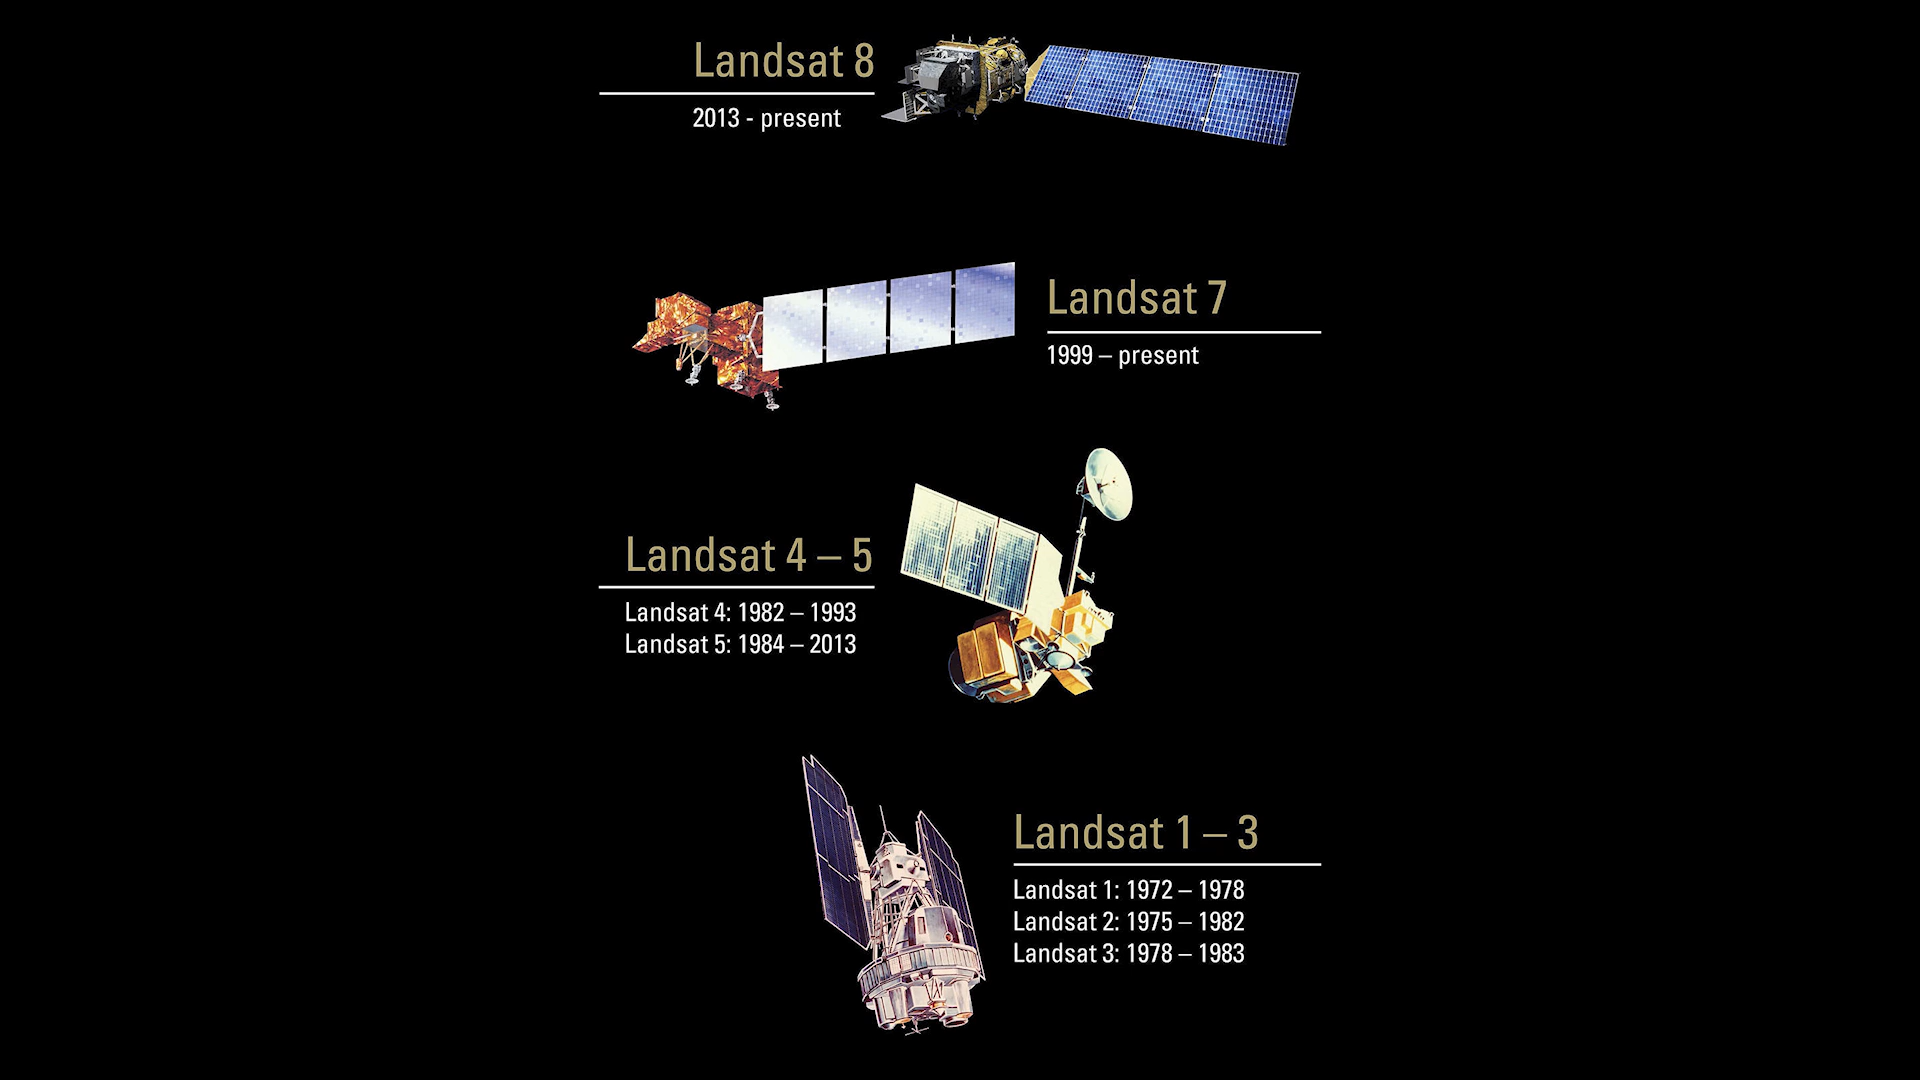 Landsat 8
2013 - present
Landsat 7
1999 – present
Landsat 4 – 5
Landsat 4: 1982 – 1993
Landsat 5: 1984 – 2013
Landsat 1 – 3
Landsat 1: 1972 – 1978
Landsat 2: 1975 – 1982
Landsat 3: 1978 – 1983